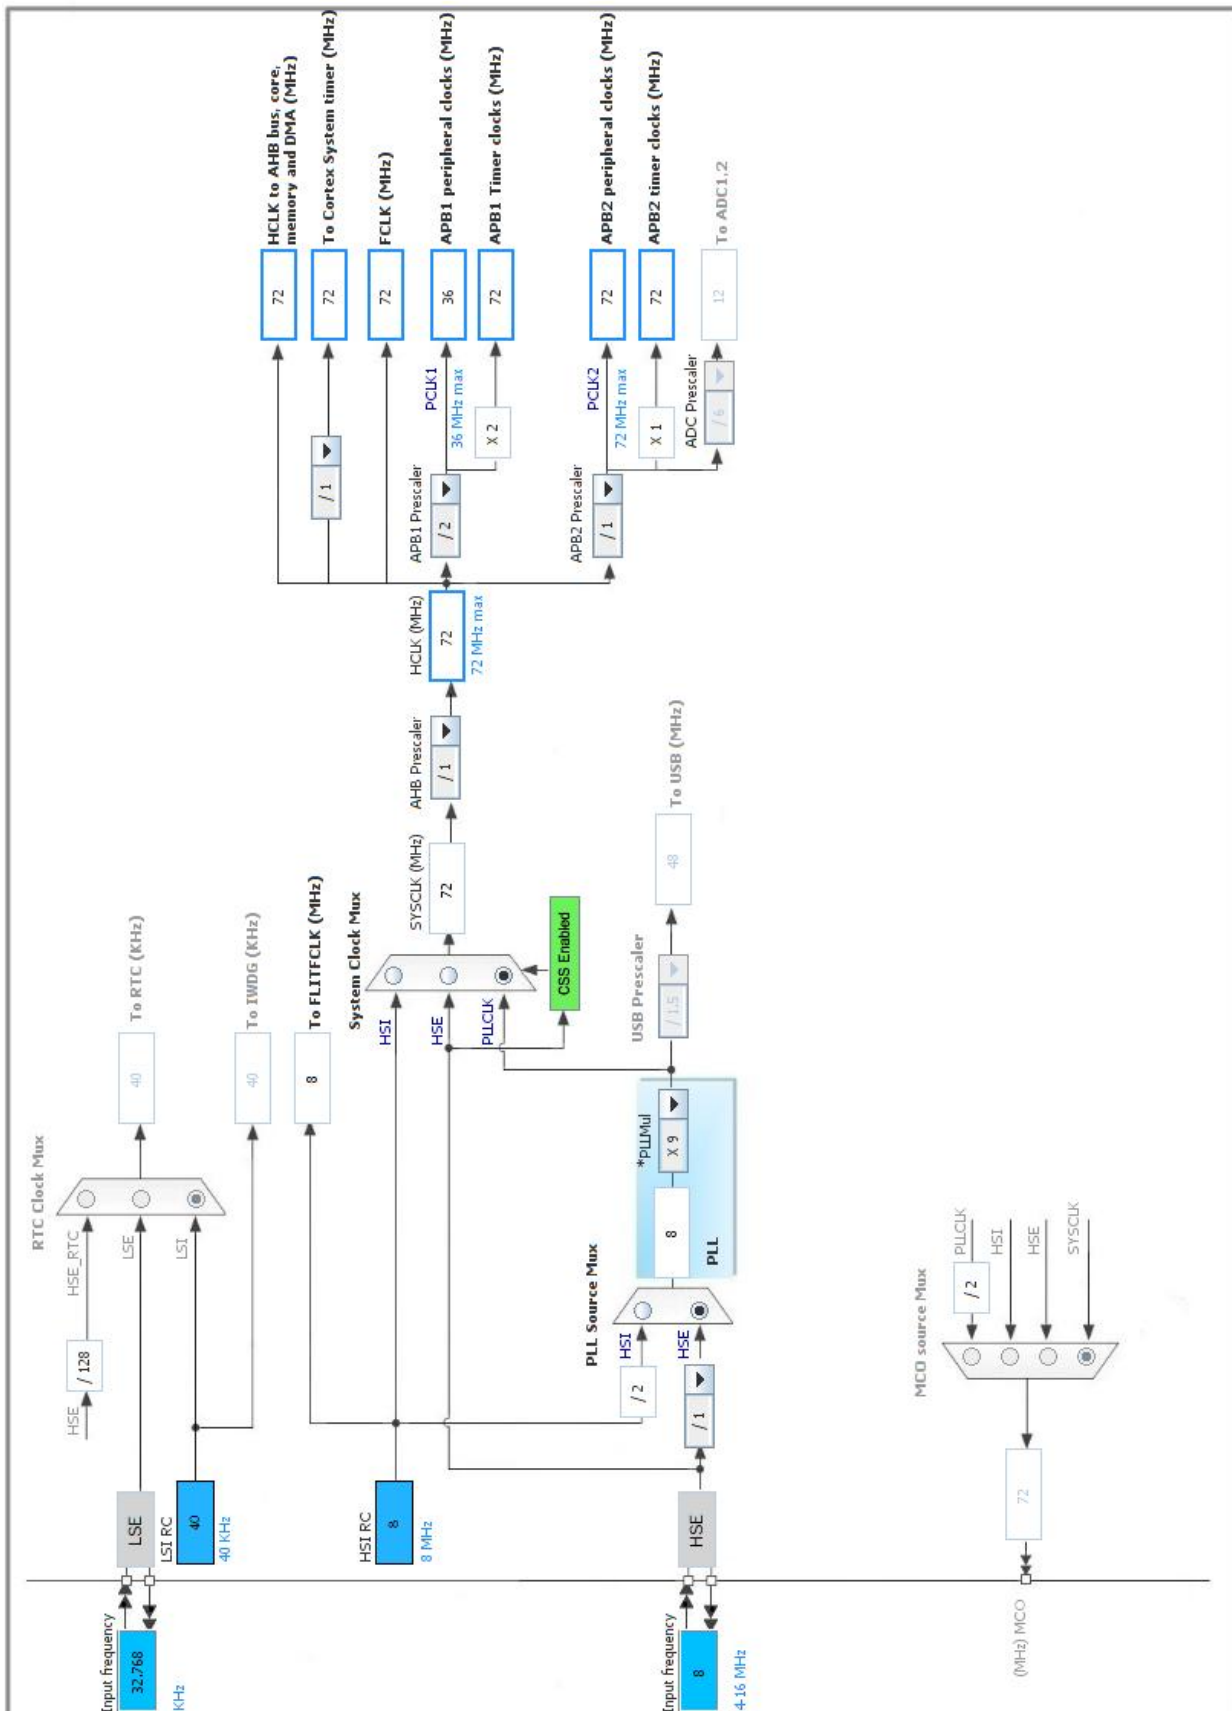 RTC Clock Mux
HSE
/ 128
HSE_RTC
Input frequency
32.768
KHz
LSE
LSE
40
To RTC (KHz)
LSI RC
40
40 KHz
LSI
40
To IWDG (KHz)
8
To FLITFCLK (MHz)
HSI RC
8
8 MHz
System Clock Mux
HSI
HSE
PLLCLK
CSS Enabled
SYSCLK (MHz)
72
AHB Prescaler
/ 1
HCLK (MHz)
72
72 MHz max
72
HCLK to AHB bus, core,
memory and DMA (MHz)
/ 1
72
To Cortex System timer (MHz)
72
FCLK (MHz)
APB1 Prescaler
/ 2
PCLK1
36 MHz max
36
APB1 peripheral clocks (MHz)
X 2
72
APB1 Timer clocks (MHz)
APB2 Prescaler
/ 1
PCLK2
72 MHz max
72
APB2 peripheral clocks (MHz)
X 1
72
APB2 timer clocks (MHz)
ADC Prescaler
/ 6
12
To ADC1,2
PLL Source Mux
HSI
/ 2
Input frequency
8
4-16 MHz
HSE
/ 1
HSE
8
*PLLMul
X 9
PLL
USB Prescaler
/ 1.5
48
To USB (MHz)
MCO source Mux
(MHz) MCO
72
/ 2
PLLCLK
HSI
HSE
SYSCLK